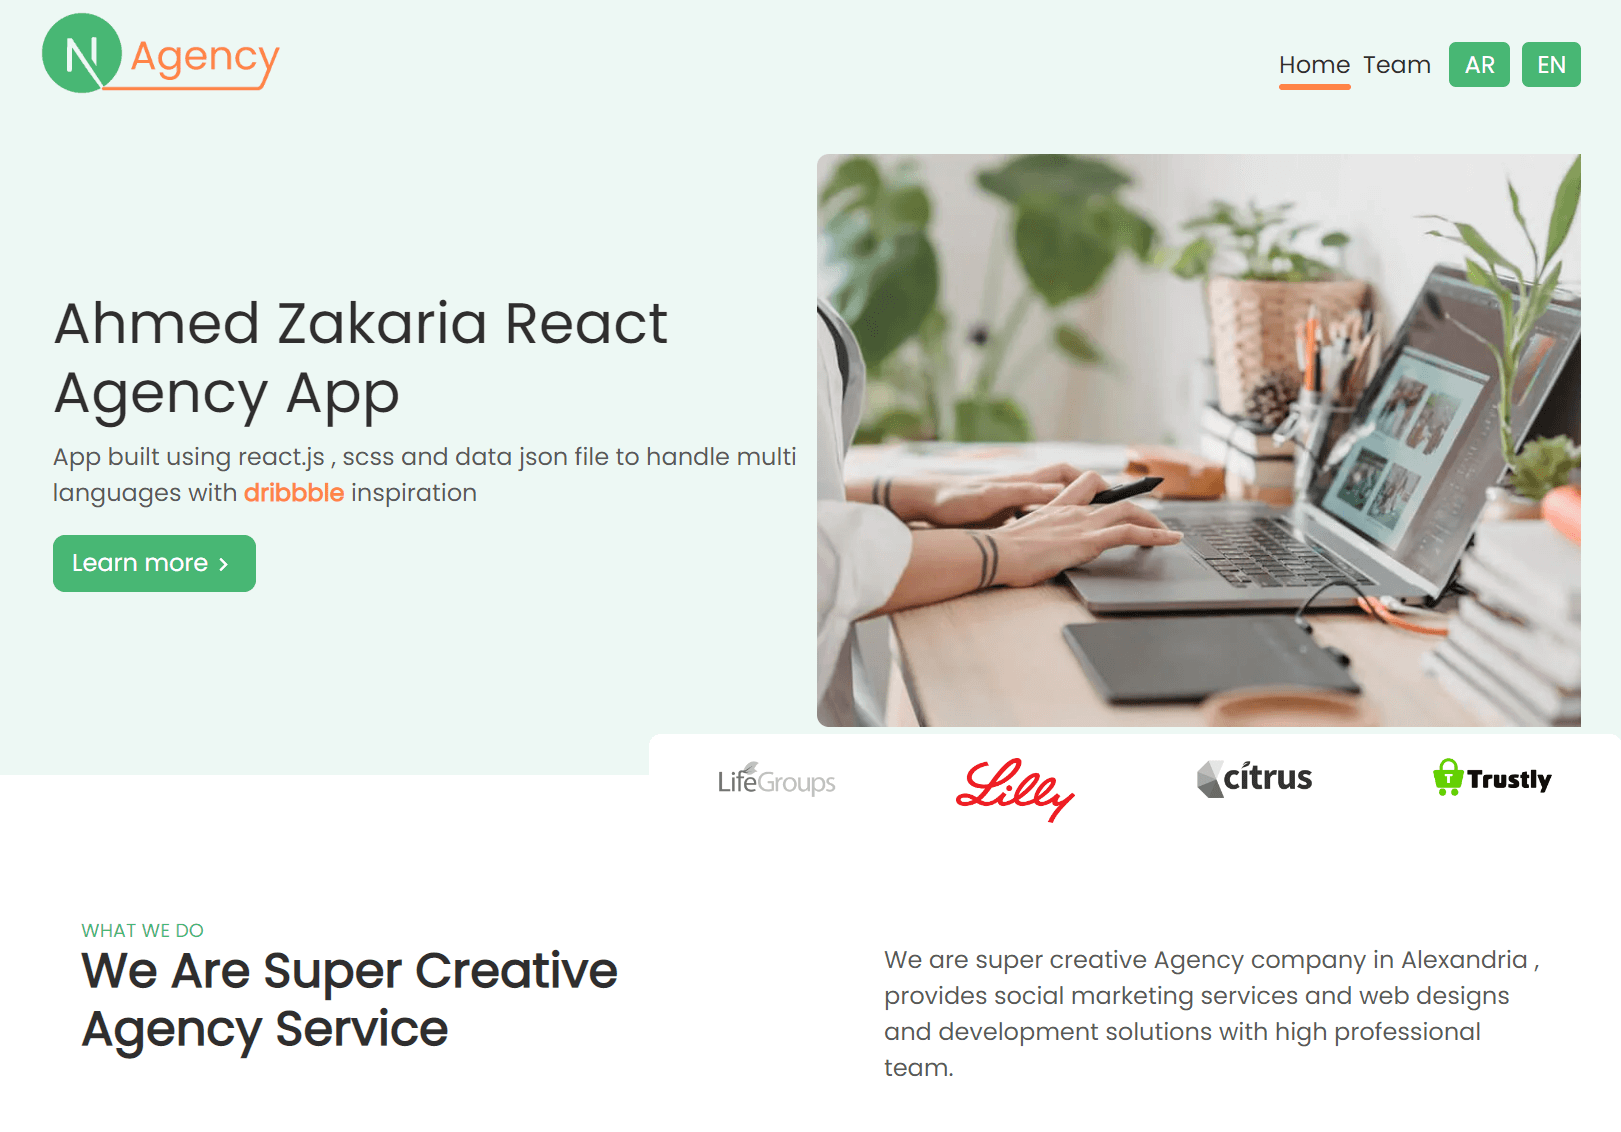 N Agency
Home Team AR EN
Ahmed Zakaria React
Agency App
App built using react.js , scss and data json file to handle multi
languages with dribbble inspiration
Learn more >
LifeGroups
Lilly
cítrus
T Trustly
WHAT WE DO
We Are Super Creative
Agency Service
We are super creative Agency company in Alexandria ,
provides social marketing services and web designs
and development solutions with high professional
team.